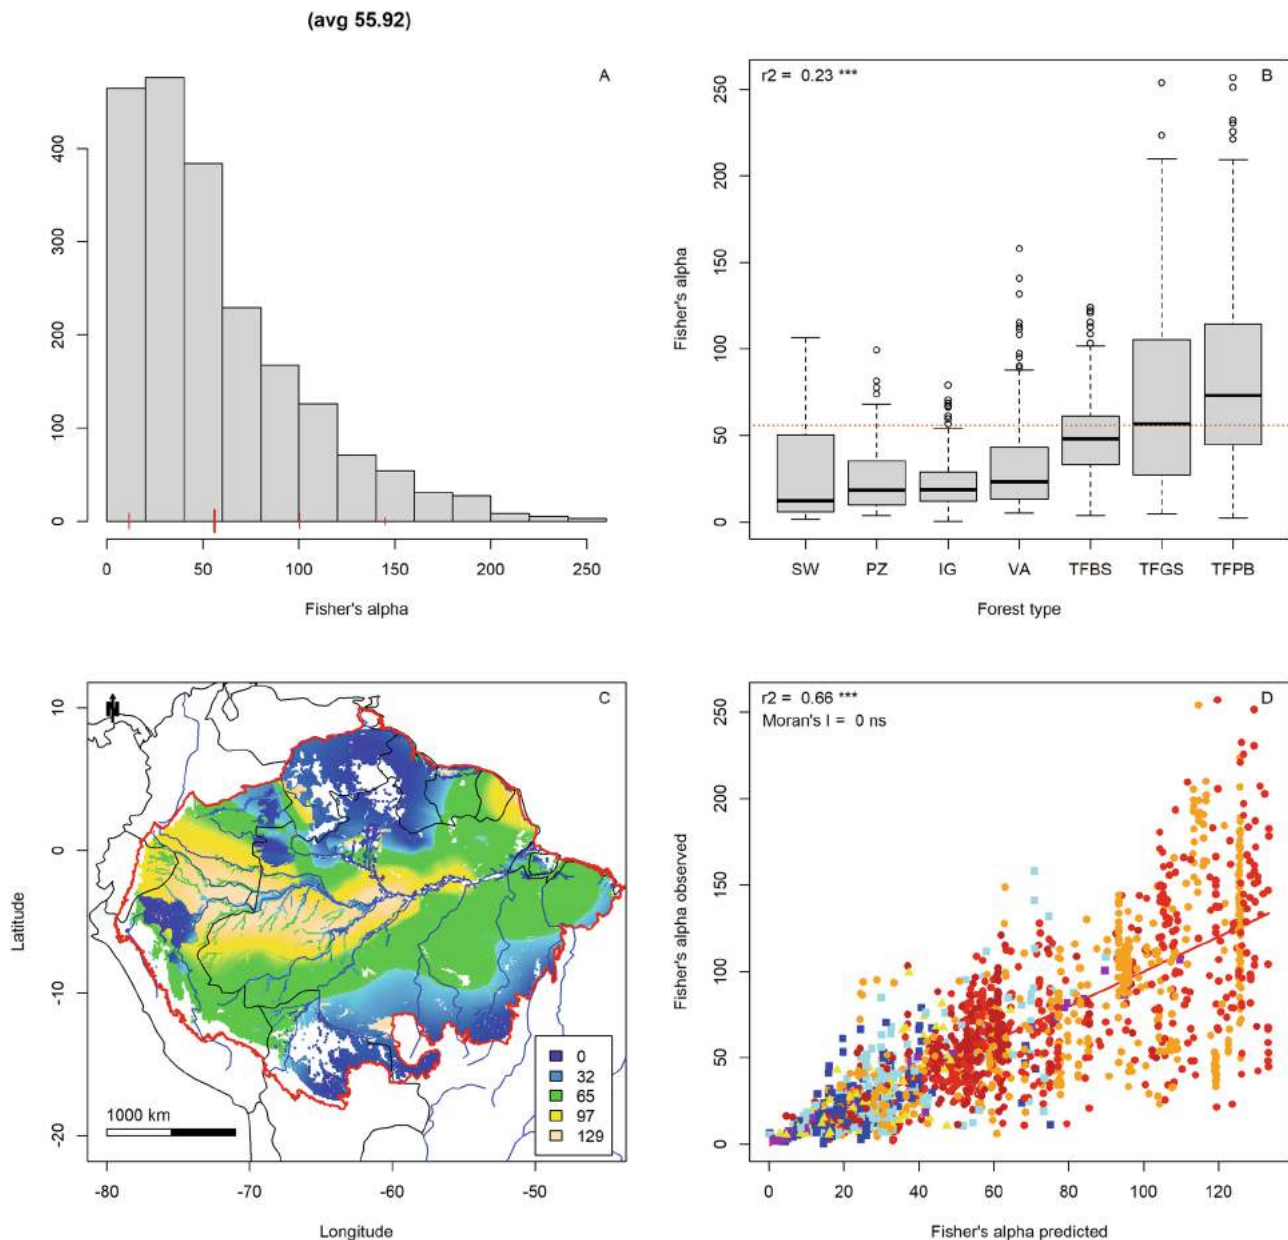 (avg 55.92)
A
400
300
200
100
0
0 50 100 150 200 250
Fisher's alpha
r2 = 0.23 ***
B
250
200
150
100
50
0
Fisher's alpha
SW PZ IG VA TFBS TFGS TFPB
Forest type
C
N
10
0
-10
-20
Latitude
0
32
65
97
129
1000 km
-80 -70 -60 -50
Longitude
r2 = 0.66 ***
D
Moran's I = 0 ns
250
200
150
100
50
0
Fisher's alpha observed
0 20 40 60 80 100 120
Fisher's alpha predicted